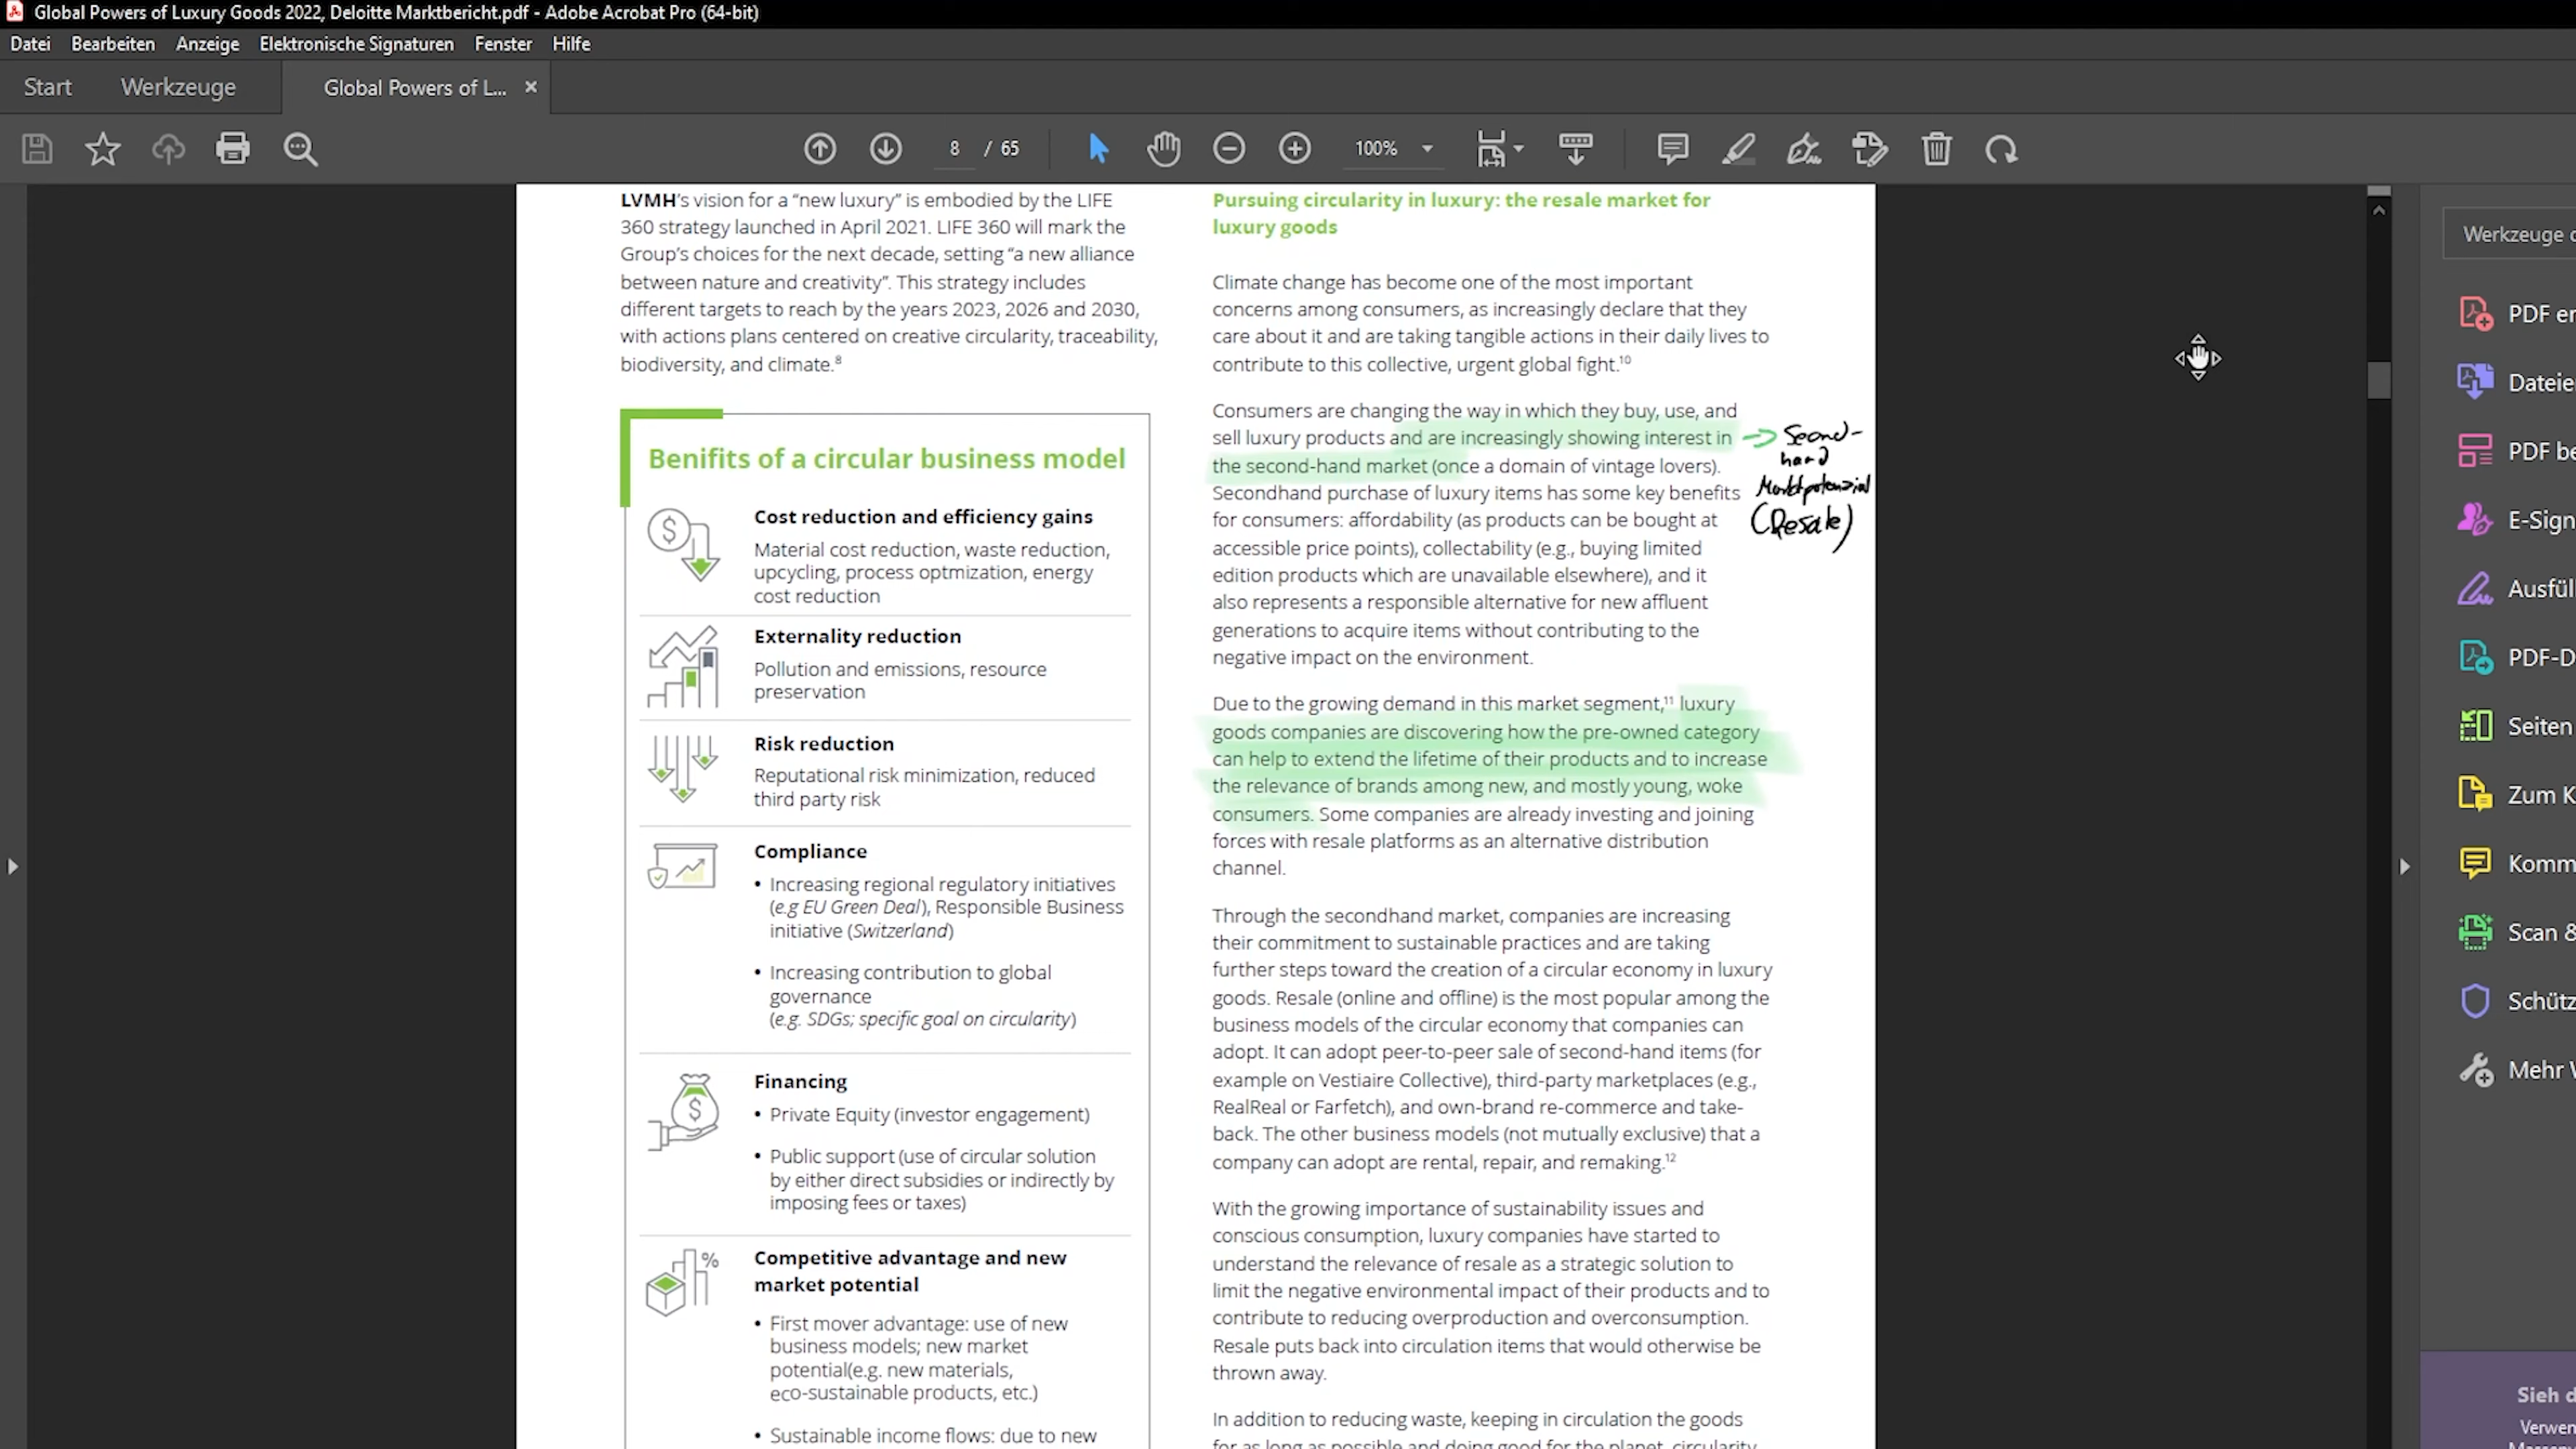 Global Powers of Luxury Goods 2022, Deloitte Marktbericht.pdf - Adobe Acrobat Pro (64-bit)
Datei Bearbeiten Anzeige Elektronische Signaturen Fenster Hilfe
Start Werkzeuge Global Powers of L... ×
8 / 65 100%
LVMH's vision for a “new luxury” is embodied by the LIFE
360 strategy launched in April 2021. LIFE 360 will mark the
Group's choices for the next decade, setting “a new alliance
between nature and creativity”. This strategy includes
different targets to reach by the years 2023, 2026 and 2030,
with actions plans centered on creative circularity, traceability,
biodiversity, and climate.⁸
Benifits of a circular business model
Cost reduction and efficiency gains
Material cost reduction, waste reduction,
upcycling, process optmization, energy
cost reduction
Externality reduction
Pollution and emissions, resource
preservation
Risk reduction
Reputational risk minimization, reduced
third party risk
Compliance
• Increasing regional regulatory initiatives
(e.g EU Green Deal), Responsible Business
initiative (Switzerland)
• Increasing contribution to global
governance
(e.g. SDGs; specific goal on circularity)
Financing
• Private Equity (investor engagement)
• Public support (use of circular solution
by either direct subsidies or indirectly by
imposing fees or taxes)
Competitive advantage and new
market potential
• First mover advantage: use of new
business models; new market
potential(e.g. new materials,
eco-sustainable products, etc.)
• Sustainable income flows: due to new
Pursuing circularity in luxury: the resale market for
luxury goods
Climate change has become one of the most important
concerns among consumers, as increasingly declare that they
care about it and are taking tangible actions in their daily lives to
contribute to this collective, urgent global fight.¹⁰
Consumers are changing the way in which they buy, use, and
sell luxury products and are increasingly showing interest in
the second-hand market (once a domain of vintage lovers).
Secondhand purchase of luxury items has some key benefits
for consumers: affordability (as products can be bought at
accessible price points), collectability (e.g., buying limited
edition products which are unavailable elsewhere), and it
also represents a responsible alternative for new affluent
generations to acquire items without contributing to the
negative impact on the environment.
Due to the growing demand in this market segment,¹¹ luxury
goods companies are discovering how the pre-owned category
can help to extend the lifetime of their products and to increase
the relevance of brands among new, and mostly young, woke
consumers. Some companies are already investing and joining
forces with resale platforms as an alternative distribution
channel.
Through the secondhand market, companies are increasing
their commitment to sustainable practices and are taking
further steps toward the creation of a circular economy in luxury
goods. Resale (online and offline) is the most popular among the
business models of the circular economy that companies can
adopt. It can adopt peer-to-peer sale of second-hand items (for
example on Vestiaire Collective), third-party marketplaces (e.g.,
RealReal or Farfetch), and own-brand re-commerce and take-
back. The other business models (not mutually exclusive) that a
company can adopt are rental, repair, and remaking.¹²
With the growing importance of sustainability issues and
conscious consumption, luxury companies have started to
understand the relevance of resale as a strategic solution to
limit the negative environmental impact of their products and to
contribute to reducing overproduction and overconsumption.
Resale puts back into circulation items that would otherwise be
thrown away.
In addition to reducing waste, keeping in circulation the goods
for as long as possible and doing good for the planet, circularity
→ Second-
hand
Marktpotenzial
(Resale)
Werkzeuge
PDF
Dateie
PDF be
E-Sign
Ausfül
PDF-D
Seiten
Zum K
Komm
Scan &
Schütz
Mehr
Sieh d
Verwen